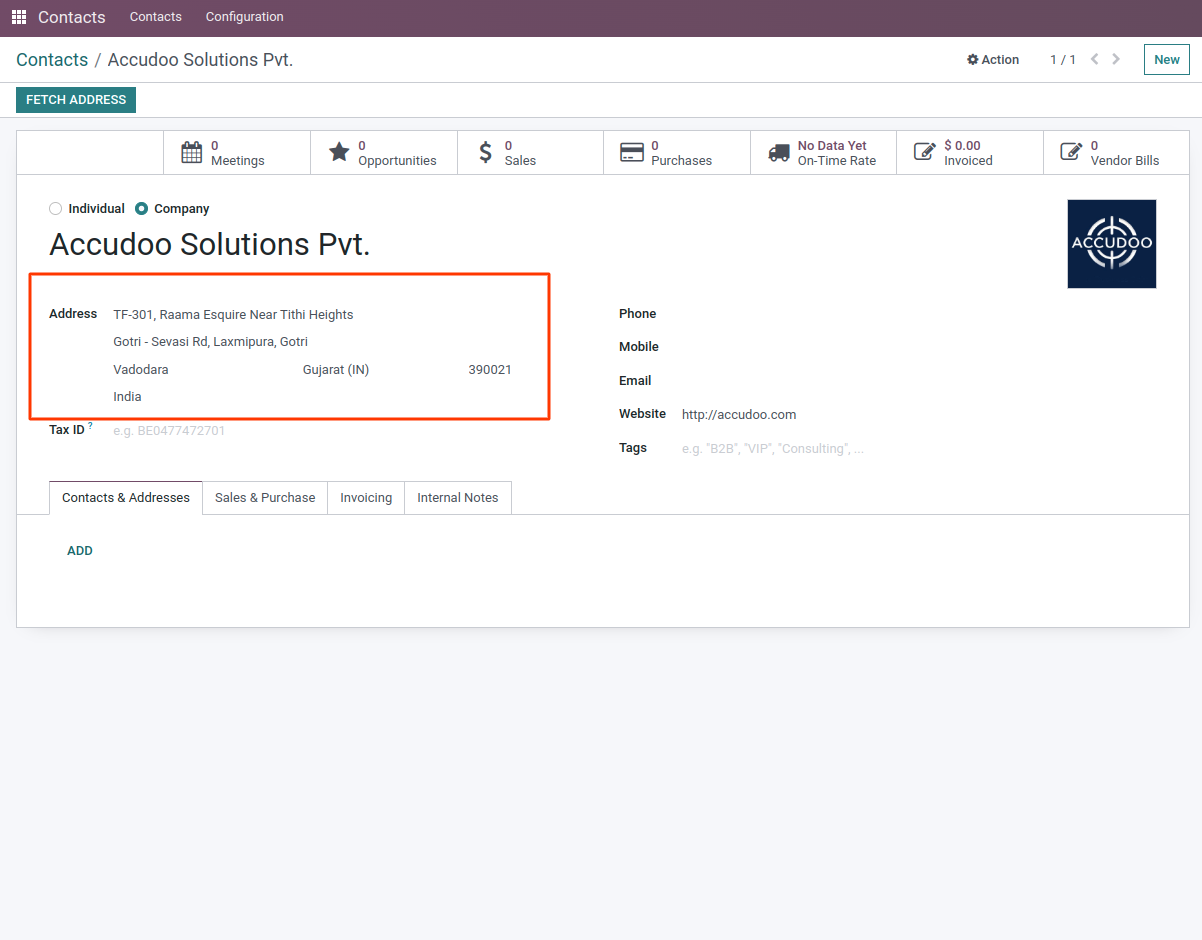 Contacts Contacts Configuration
Contacts / Accudoo Solutions Pvt. Action 1 / 1 New
FETCH ADDRESS
0 Meetings
0 Opportunities
0 Sales
0 Purchases
No Data Yet On-Time Rate
$ 0.00 Invoiced
0 Vendor Bills
Individual Company
Accudoo Solutions Pvt.
ACCUDOO
Address TF-301, Raama Esquire Near Tithi Heights
Gotri - Sevasi Rd, Laxmipura, Gotri
Vadodara Gujarat (IN) 390021
India
Tax ID ? e.g. BE0477472701
Phone
Mobile
Email
Website http://accudoo.com
Tags e.g. "B2B", "VIP", "Consulting", ...
Contacts & Addresses Sales & Purchase Invoicing Internal Notes
ADD